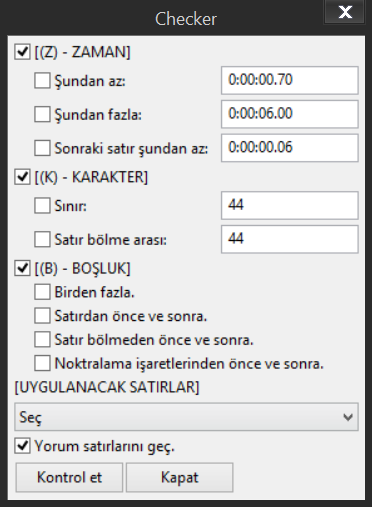 Checker
X
[(Z) - ZAMAN]
Şundan az: 0:00:00.70
Şundan fazla: 0:00:06.00
Sonraki satır şundan az: 0:00:00.06
[(K) - KARAKTER]
Sınır: 44
Satır bölme arası: 44
[(B) - BOŞLUK]
Birden fazla.
Satırdan önce ve sonra.
Satır bölmeden önce ve sonra.
Noktralama işaretlerinden önce ve sonra.
[UYGULANACAK SATIRLAR]
Seç
Yorum satırlarını geç.
Kontrol et Kapat